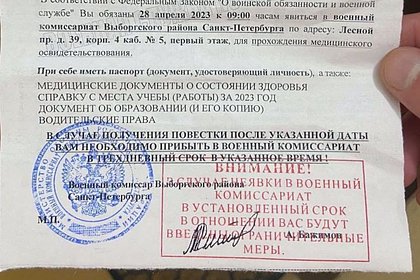 соответствии с Федеральным законом "О воинской обязанности и военной
службе" Вы обязаны 28 апреля 2023 к 09:00 часам явиться в военный
комиссариат Выборгского района Санкт-Петербурга по адресу: Лесной
пр. д. 39, корп. 4 каб. № 5, первый этаж, для прохождения медицинского
освидетельствования.
При себе иметь паспорт (документ, удостоверяющий личность), а также:
МЕДИЦИНСКИЕ ДОКУМЕНТЫ О СОСТОЯНИИ ЗДОРОВЬЯ
СПРАВКУ С МЕСТА УЧЕБЫ (РАБОТЫ) ЗА 2023 ГОД
ДОКУМЕНТ ОБ ОБРАЗОВАНИИ (И ЕГО КОПИЮ)
ВОДИТЕЛЬСКИЕ ПРАВА
В СЛУЧАЕ ПОЛУЧЕНИЯ ПОВЕСТКИ ПОСЛЕ УКАЗАННОЙ ДАТЫ
ВАМ НЕОБХОДИМО ПРИБЫТЬ В ВОЕННЫЙ КОМИССАРИАТ
В ТРЕХДНЕВНЫЙ СРОК В УКАЗАННОЕ ВРЕМЯ!
Военный комиссар Выборгского района
Санкт-Петербурга
М.П.
А. Бажимов
ВНИМАНИЕ!
В СЛУЧАЕ НЕЯВКИ В ВОЕННЫЙ
КОМИССАРИАТ
В УСТАНОВЛЕННЫЙ СРОК
В ОТНОШЕНИИ ВАС БУДУТ
ВВЕДЕНЫ ОГРАНИЧИТЕЛЬНЫЕ
МЕРЫ.